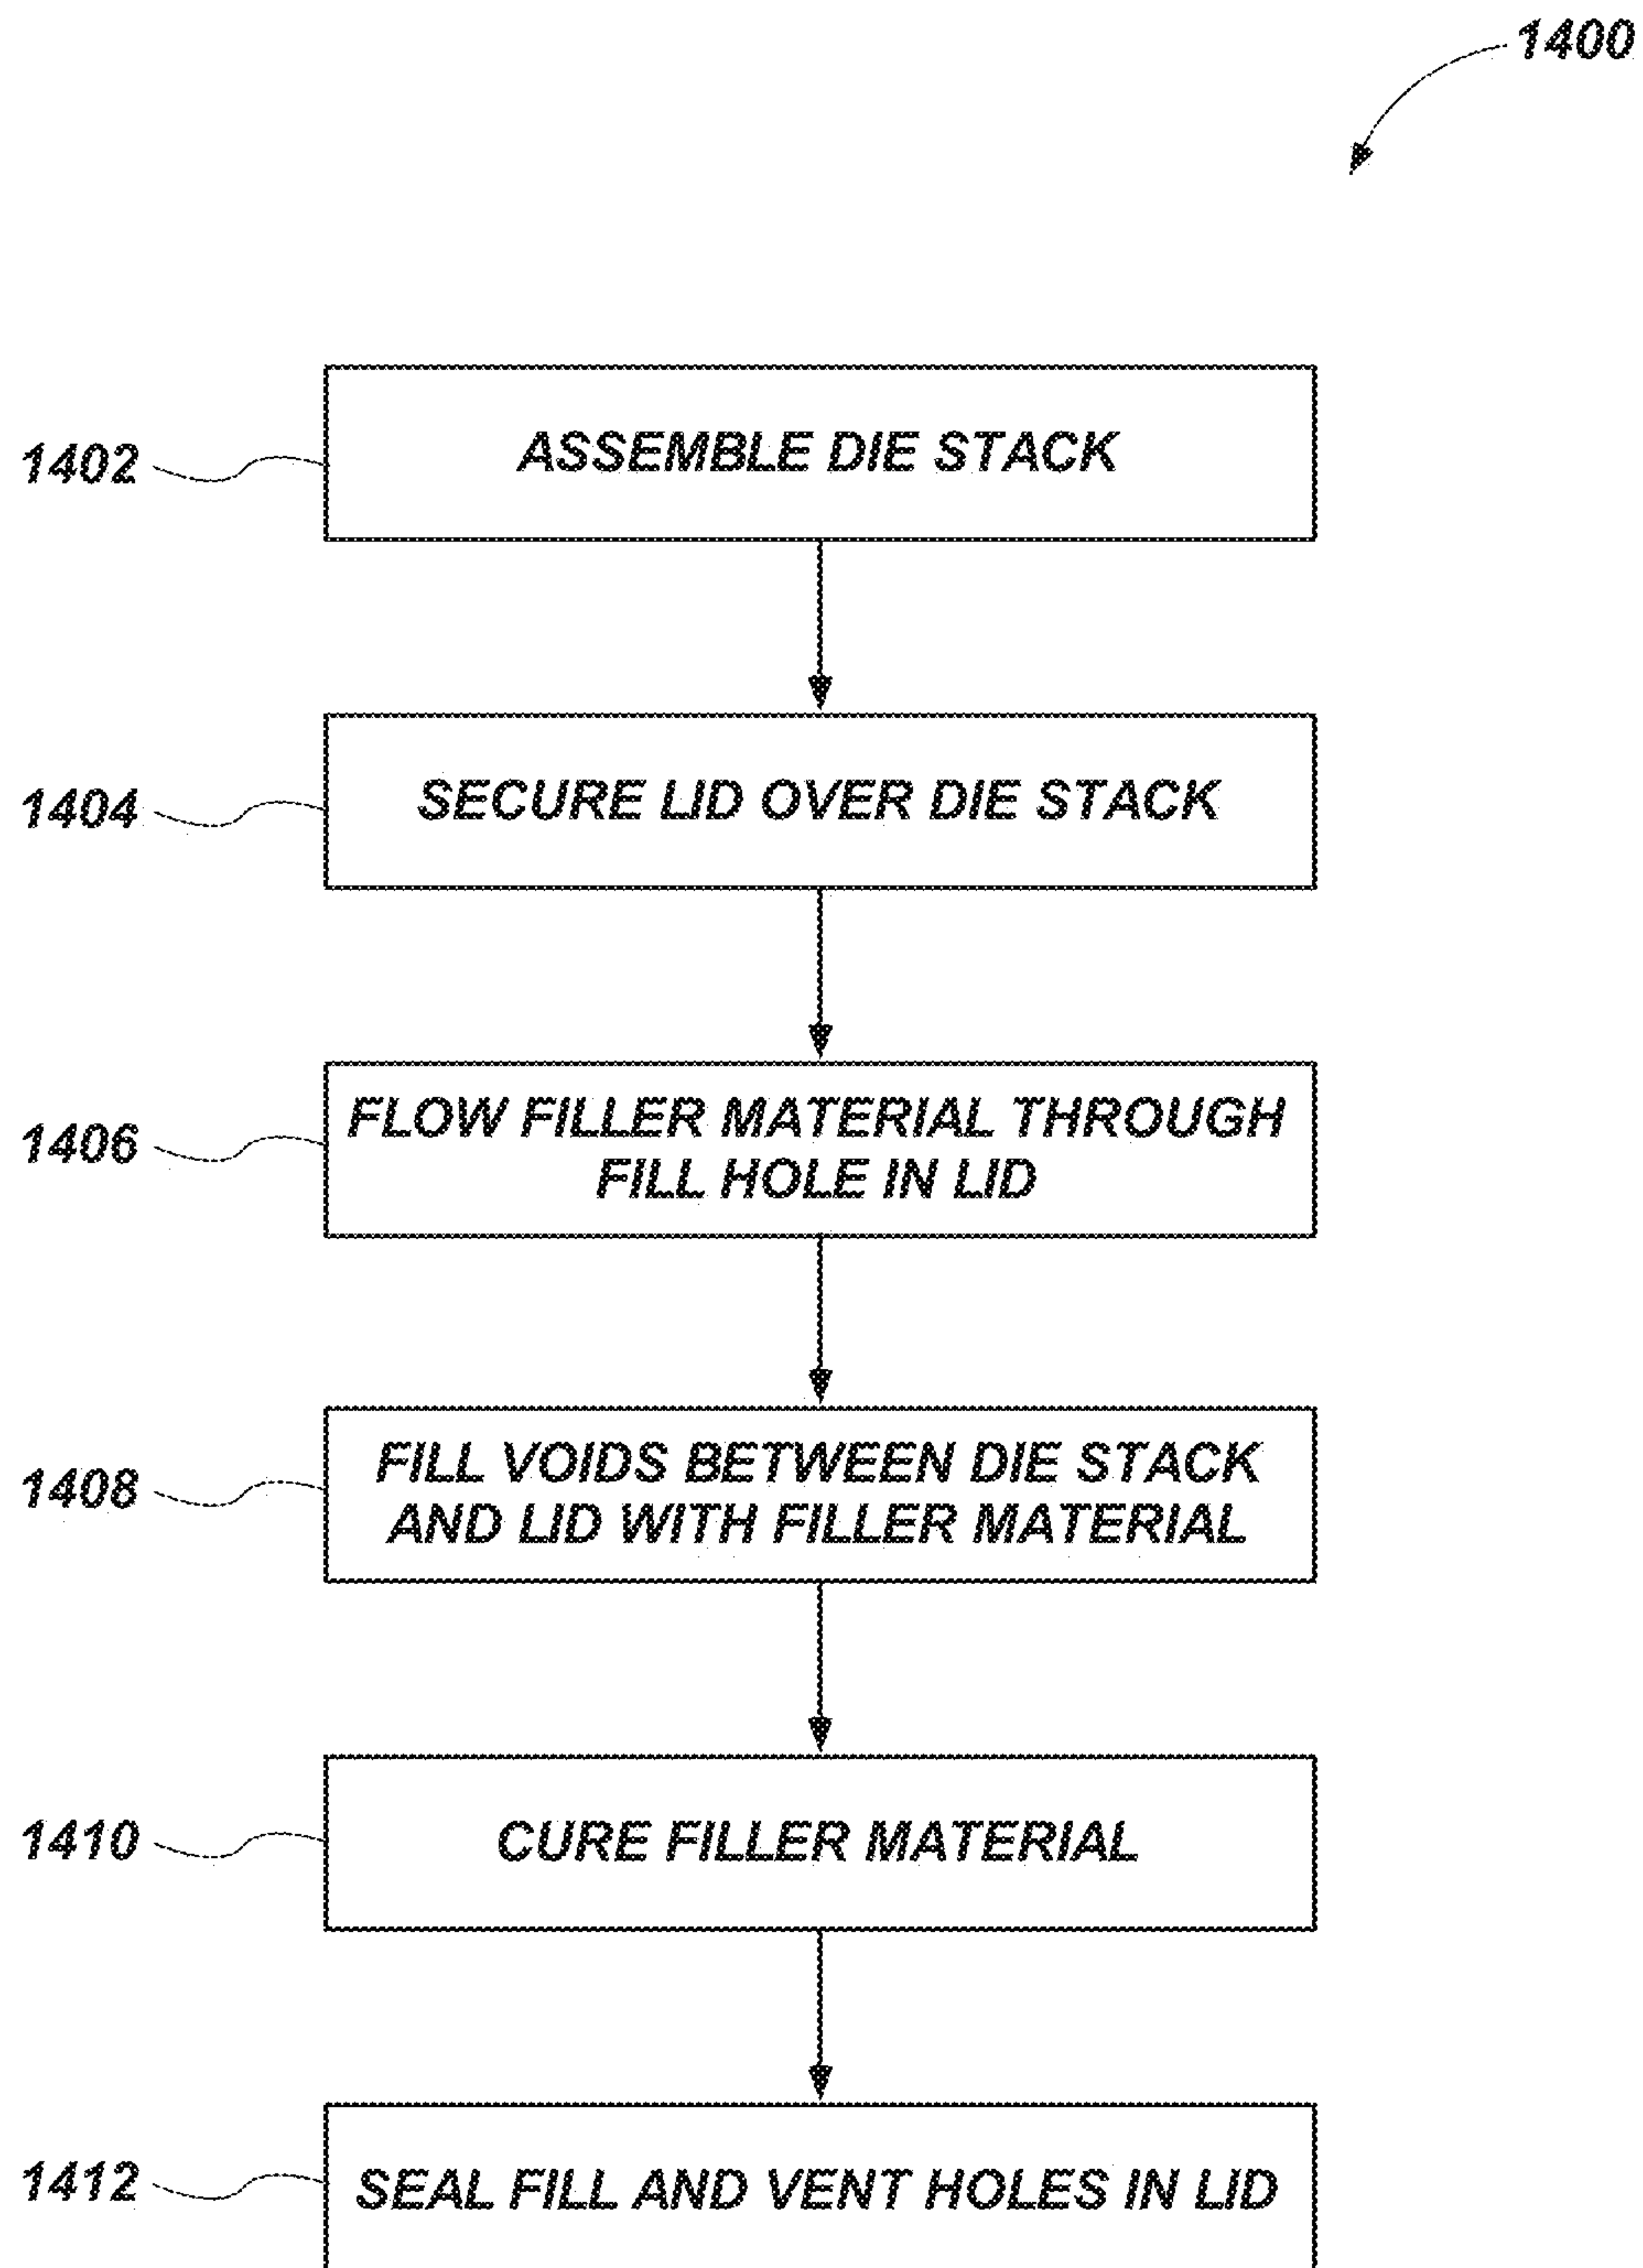 1400
1402
ASSEMBLE DIE STACK
1404
SECURE LID OVER DIE STACK
1406
FLOW FILLER MATERIAL THROUGH
FILL HOLE IN LID
1408
FILL VOIDS BETWEEN DIE STACK
AND LID WITH FILLER MATERIAL
1410
CURE FILLER MATERIAL
1412
SEAL FILL AND VENT HOLES IN LID